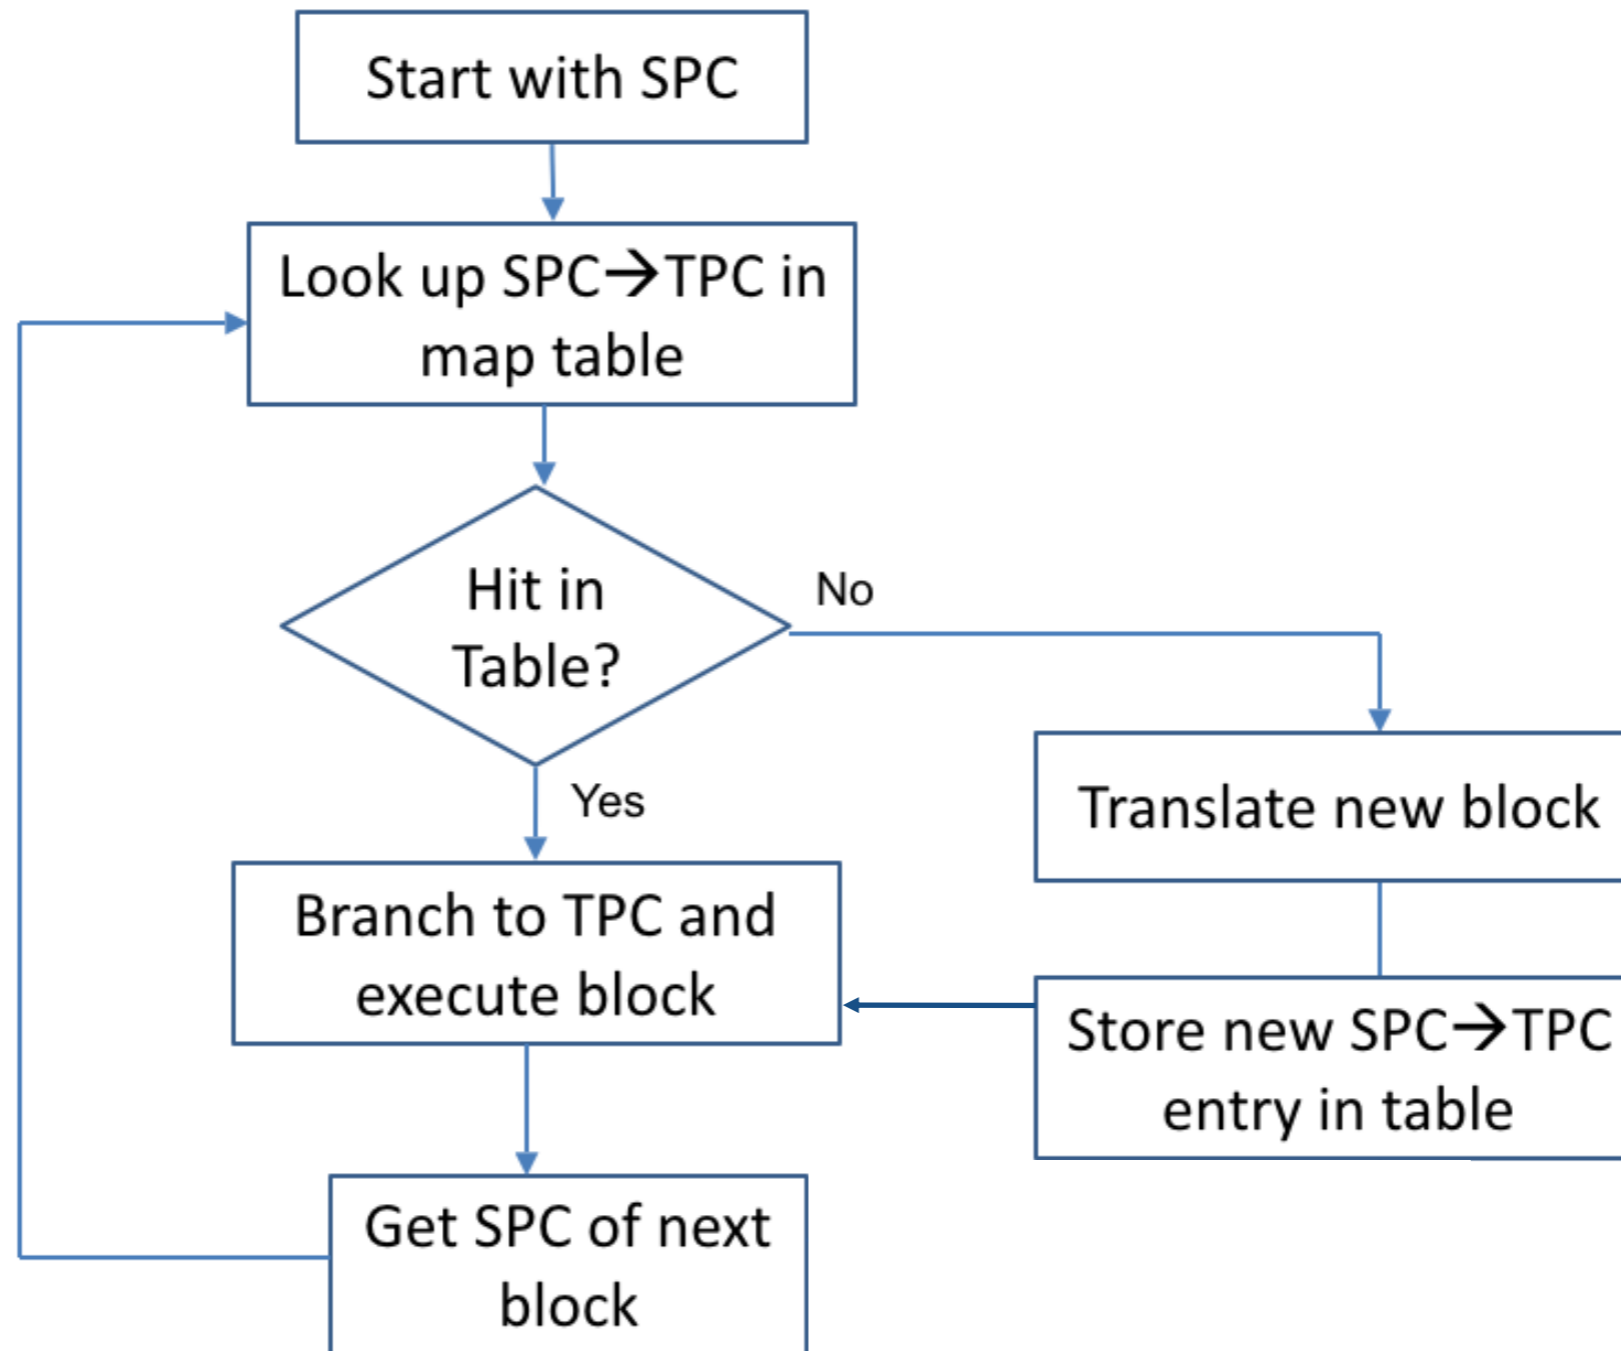 Start with SPC
Look up SPC→TPC in
map table
Hit in
Table?
No
Yes
Translate new block
Branch to TPC and
execute block
Store new SPC→TPC
entry in table
Get SPC of next
block